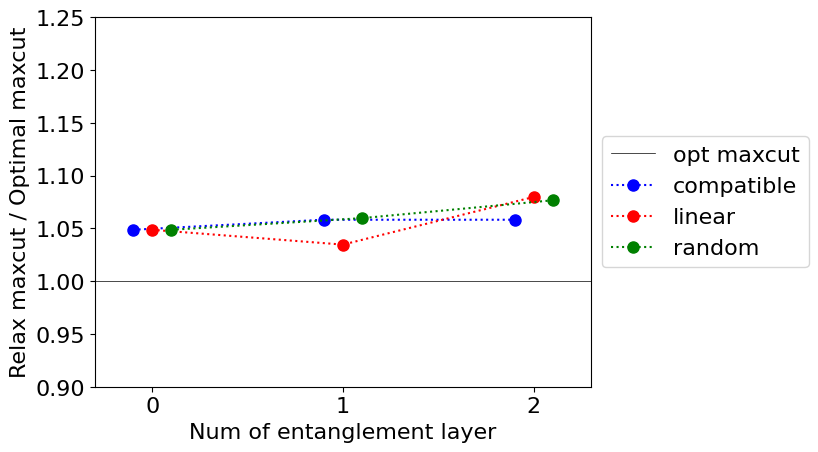 Relax maxcut / Optimal maxcut
1.25
1.20
1.15
1.10
1.05
1.00
0.95
0.90
0 1 2
Num of entanglement layer
opt maxcut
compatible
linear
random